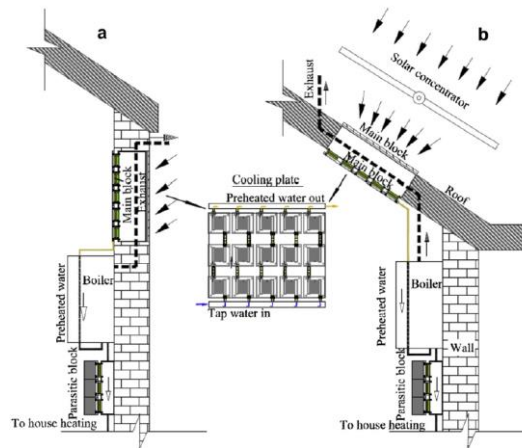 a
b
Solar concentrator
Exhaust
Main block
Main block
Roof
Main block
Exhaust
Cooling plate
Preheated water out
Tap water in
Preheated water
Boiler
Parasitic block
To house heating
Preheated water
Boiler
Wall
Parasitic block
To house heating